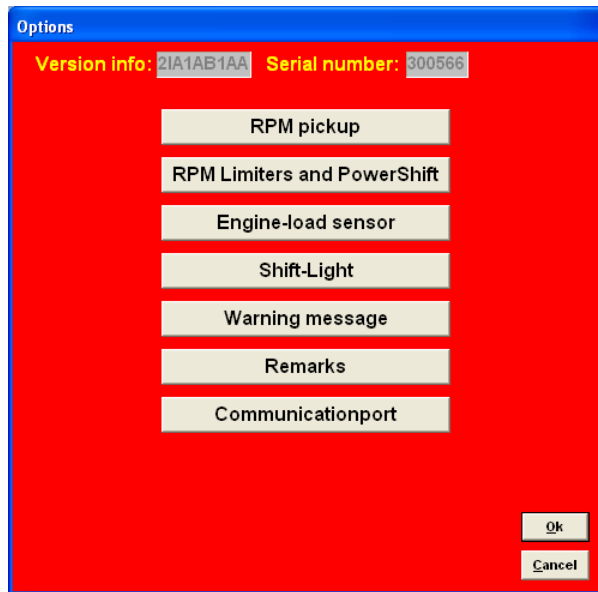 Options
Version info: 2IA1AB1AA Serial number: 300566
RPM pickup
RPM Limiters and PowerShift
Engine-load sensor
Shift-Light
Warning message
Remarks
Communicationport
Ok
Cancel